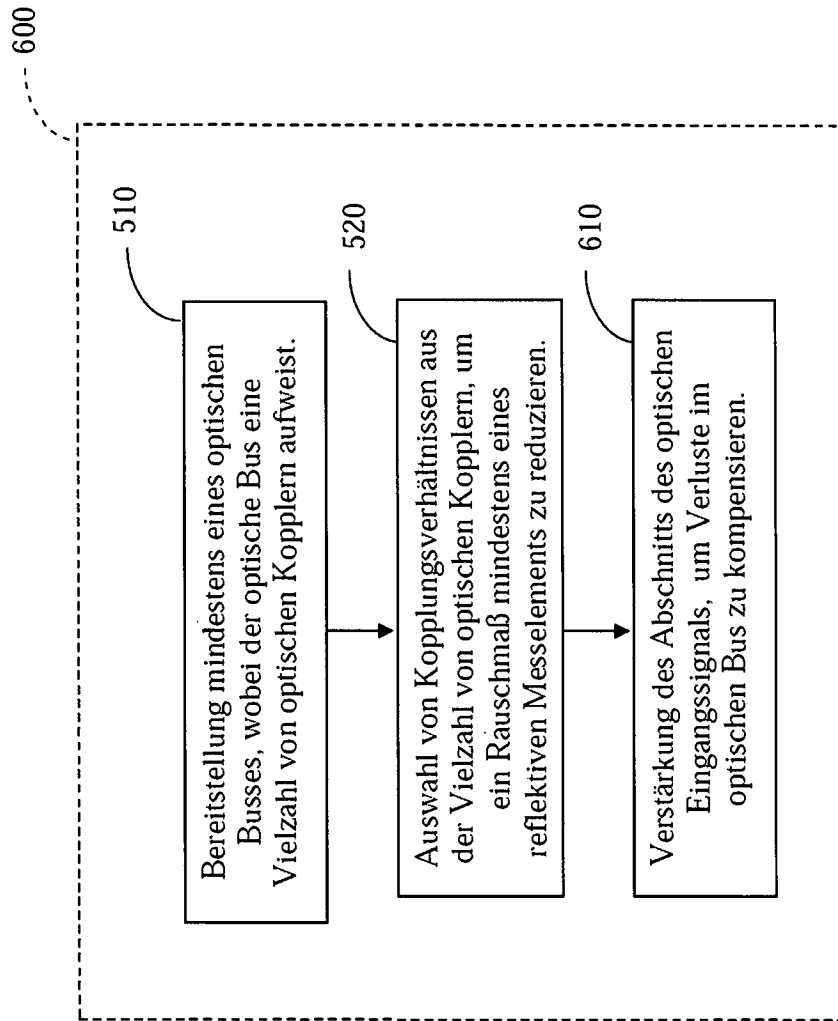 600
510
Bereitstellung mindestens eines optischen
Busses, wobei der optische Bus eine
Vielzahl von optischen Kopplern aufweist.
520
Auswahl von Kopplungsverhältnissen aus
der Vielzahl von optischen Kopplern, um
ein Rauschmaß mindestens eines
reflektiven Messelements zu reduzieren.
610
Verstärkung des Abschnitts des optischen
Eingangssignals, um Verluste im
optischen Bus zu kompensieren.